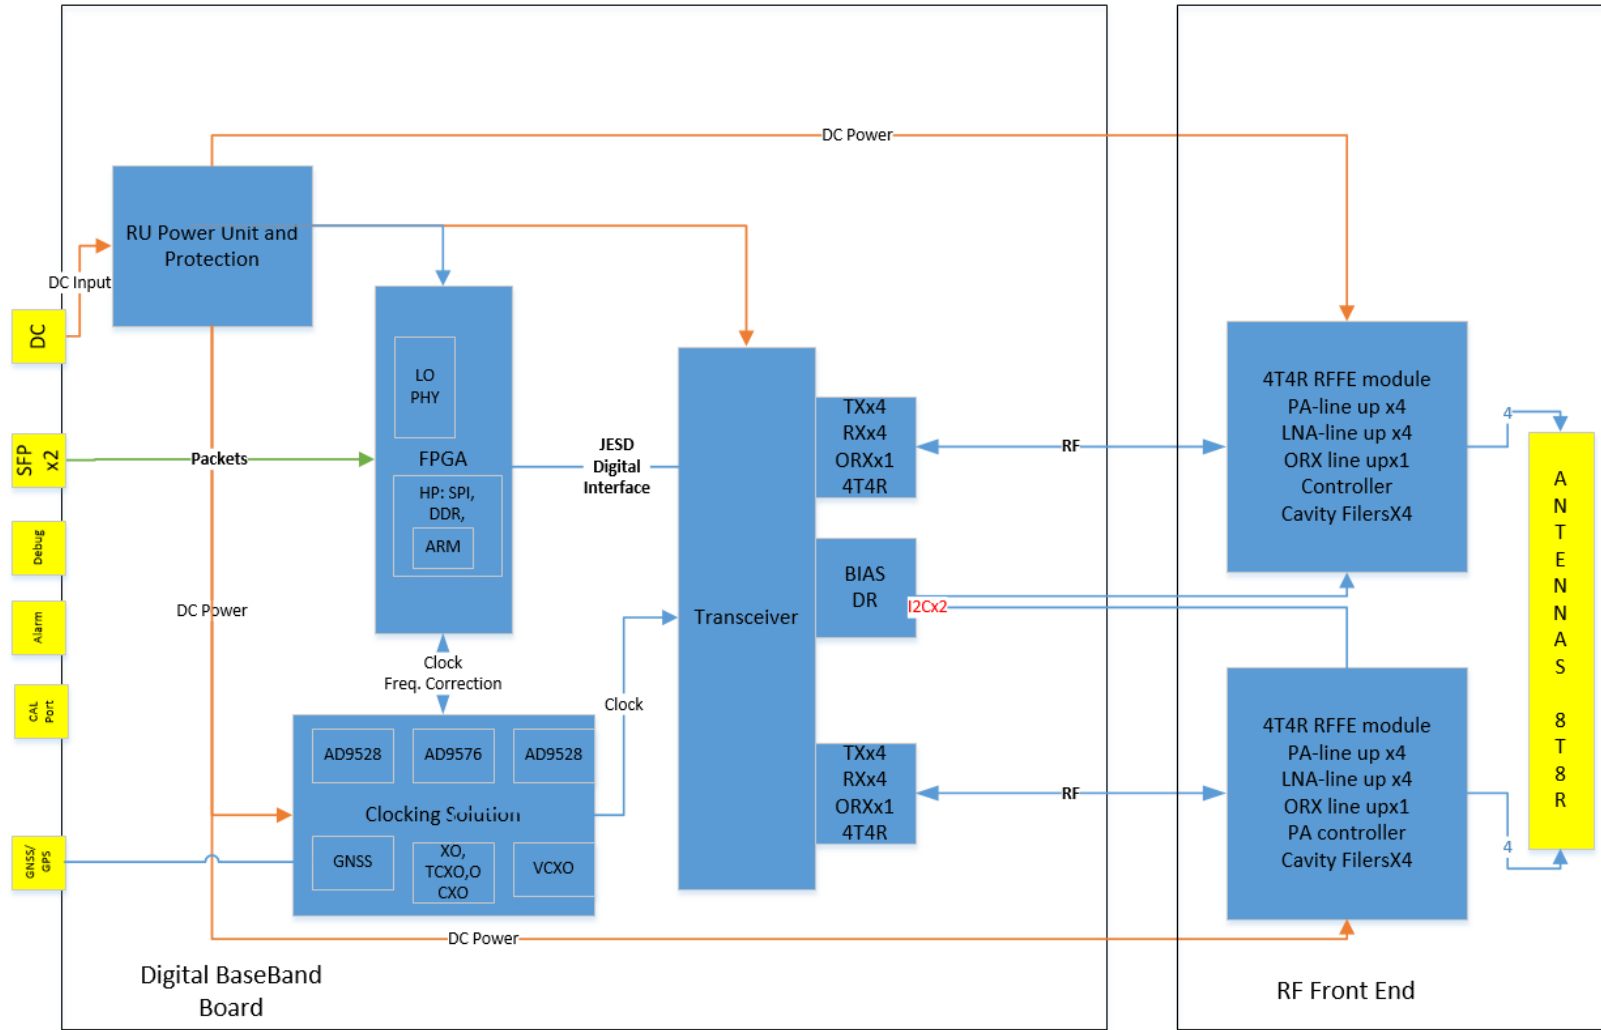 DC Power
RU Power Unit and
Protection
DC Input
DC
LO
PHY
FPGA
HP: SPI,
DDR,
ARM
SFP
x2
Packets
JESD
Digital
Interface
Debug
Alarm
CAL
Port
GNSS/
GPS
DC Power
Clock
Freq. Correction
Clock
AD9528
AD9576
AD9528
Clocking Solution
GNSS
XO,
TCXO,O
CXO
VCXO
DC Power
Transceiver
TXx4
RXx4
ORXx1
4T4R
BIAS
DR
I2Cx2
TXx4
RXx4
ORXx1
4T4R
RF
RF
4T4R RFFE module
PA-line up x4
LNA-line up x4
ORX line upx1
Controller
Cavity FilersX4
4
4T4R RFFE module
PA-line up x4
LNA-line up x4
ORX line upx1
PA controller
Cavity FilersX4
4
ANTENNAS 8T8R
Digital BaseBand
Board
RF Front End